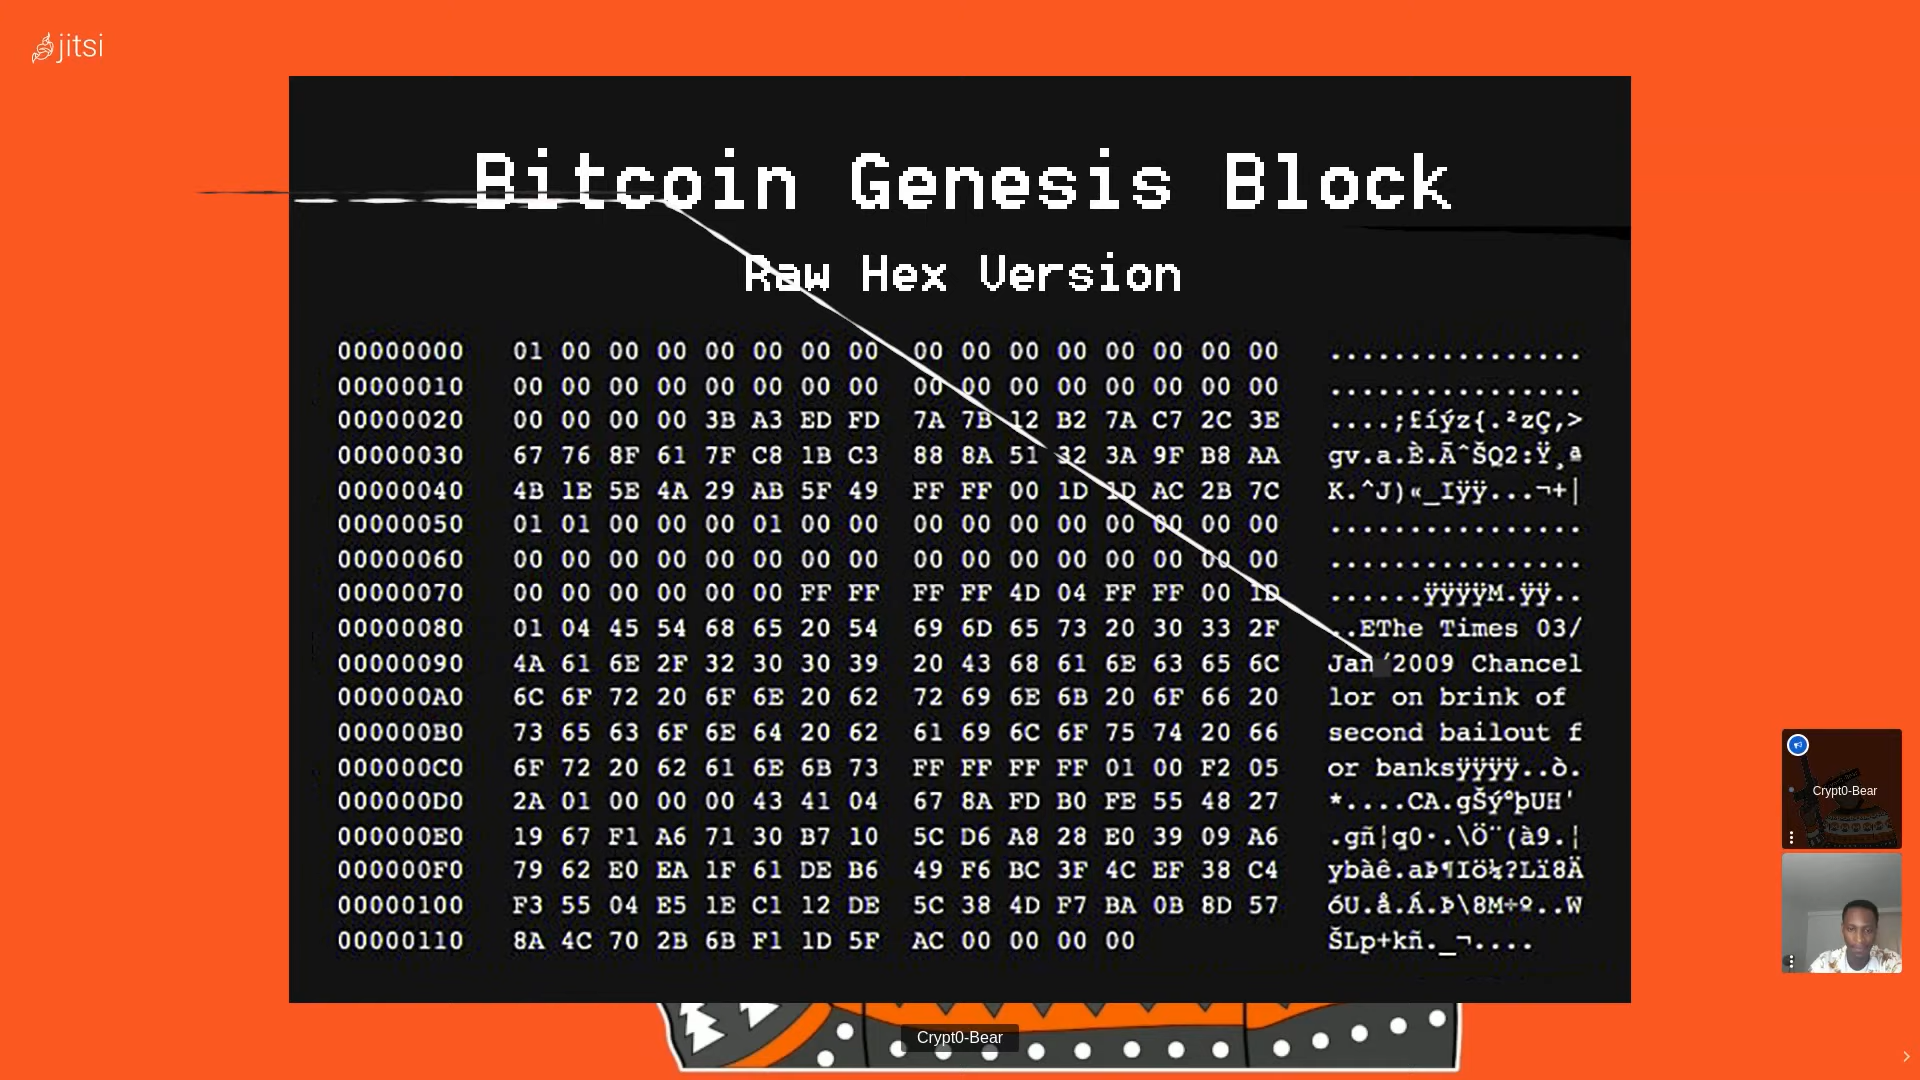 jitsi
Bitcoin Genesis Block
Raw Hex Version
00000000 01 00 00 00 00 00 00 00 00 00 00 00 00 00 00 00 ................
00000010 00 00 00 00 00 00 00 00 00 00 00 00 00 00 00 00 ................
00000020 00 00 00 00 3B A3 ED FD 7A 7B 12 B2 7A C7 2C 3E ....;£íýz{.²zÇ,>
00000030 67 76 8F 61 7F C8 1B C3 88 8A 51 32 3A 9F B8 AA gv.a.È.ÃˆŠQ2:Ÿ¸ª
00000040 4B 1E 5E 4A 29 AB 5F 49 FF FF 00 1D 1D AC 2B 7C K.^J)«_Iÿÿ...¬+|
00000050 01 01 00 00 00 01 00 00 00 00 00 00 00 00 00 00 ................
00000060 00 00 00 00 00 00 00 00 00 00 00 00 00 00 00 00 ................
00000070 00 00 00 00 00 00 FF FF FF FF 4D 04 FF FF 00 1D ......ÿÿÿÿM.ÿÿ..
00000080 01 04 45 54 68 65 20 54 69 6D 65 73 20 30 33 2F ..EThe Times 03/
00000090 4A 61 6E 2F 32 30 30 39 20 43 68 61 6E 63 65 6C Jan/2009 Chancel
000000A0 6C 6F 72 20 6F 6E 20 62 72 69 6E 6B 20 6F 66 20 lor on brink of
000000B0 73 65 63 6F 6E 64 20 62 61 69 6C 6F 75 74 20 66 second bailout f
000000C0 6F 72 20 62 61 6E 6B 73 FF FF FF FF 01 00 F2 05 or banksÿÿÿÿ..ò.
000000D0 2A 01 00 00 00 43 41 04 67 8A FD B0 FE 55 48 27 *....CA.gŠý°þUH'
000000E0 19 67 F1 A6 71 30 B7 10 5C D6 A8 28 E0 39 09 A6 .gñ¦q0·.\Ö¨(à9.¦
000000F0 79 62 E0 EA 1F 61 DE B6 49 F6 BC 3F 4C EF 38 C4 ybàê.aÞ¶Iö¼?Lï8Ä
00000100 F3 55 04 E5 1E C1 12 DE 5C 38 4D F7 BA 0B 8D 57 óU.å.Á.Þ\8M÷º..W
00000110 8A 4C 70 2B 6B F1 1D 5F AC 00 00 00 00 ŠLp+kñ._¬....
Crypt0-Bear
Crypt0-Bear